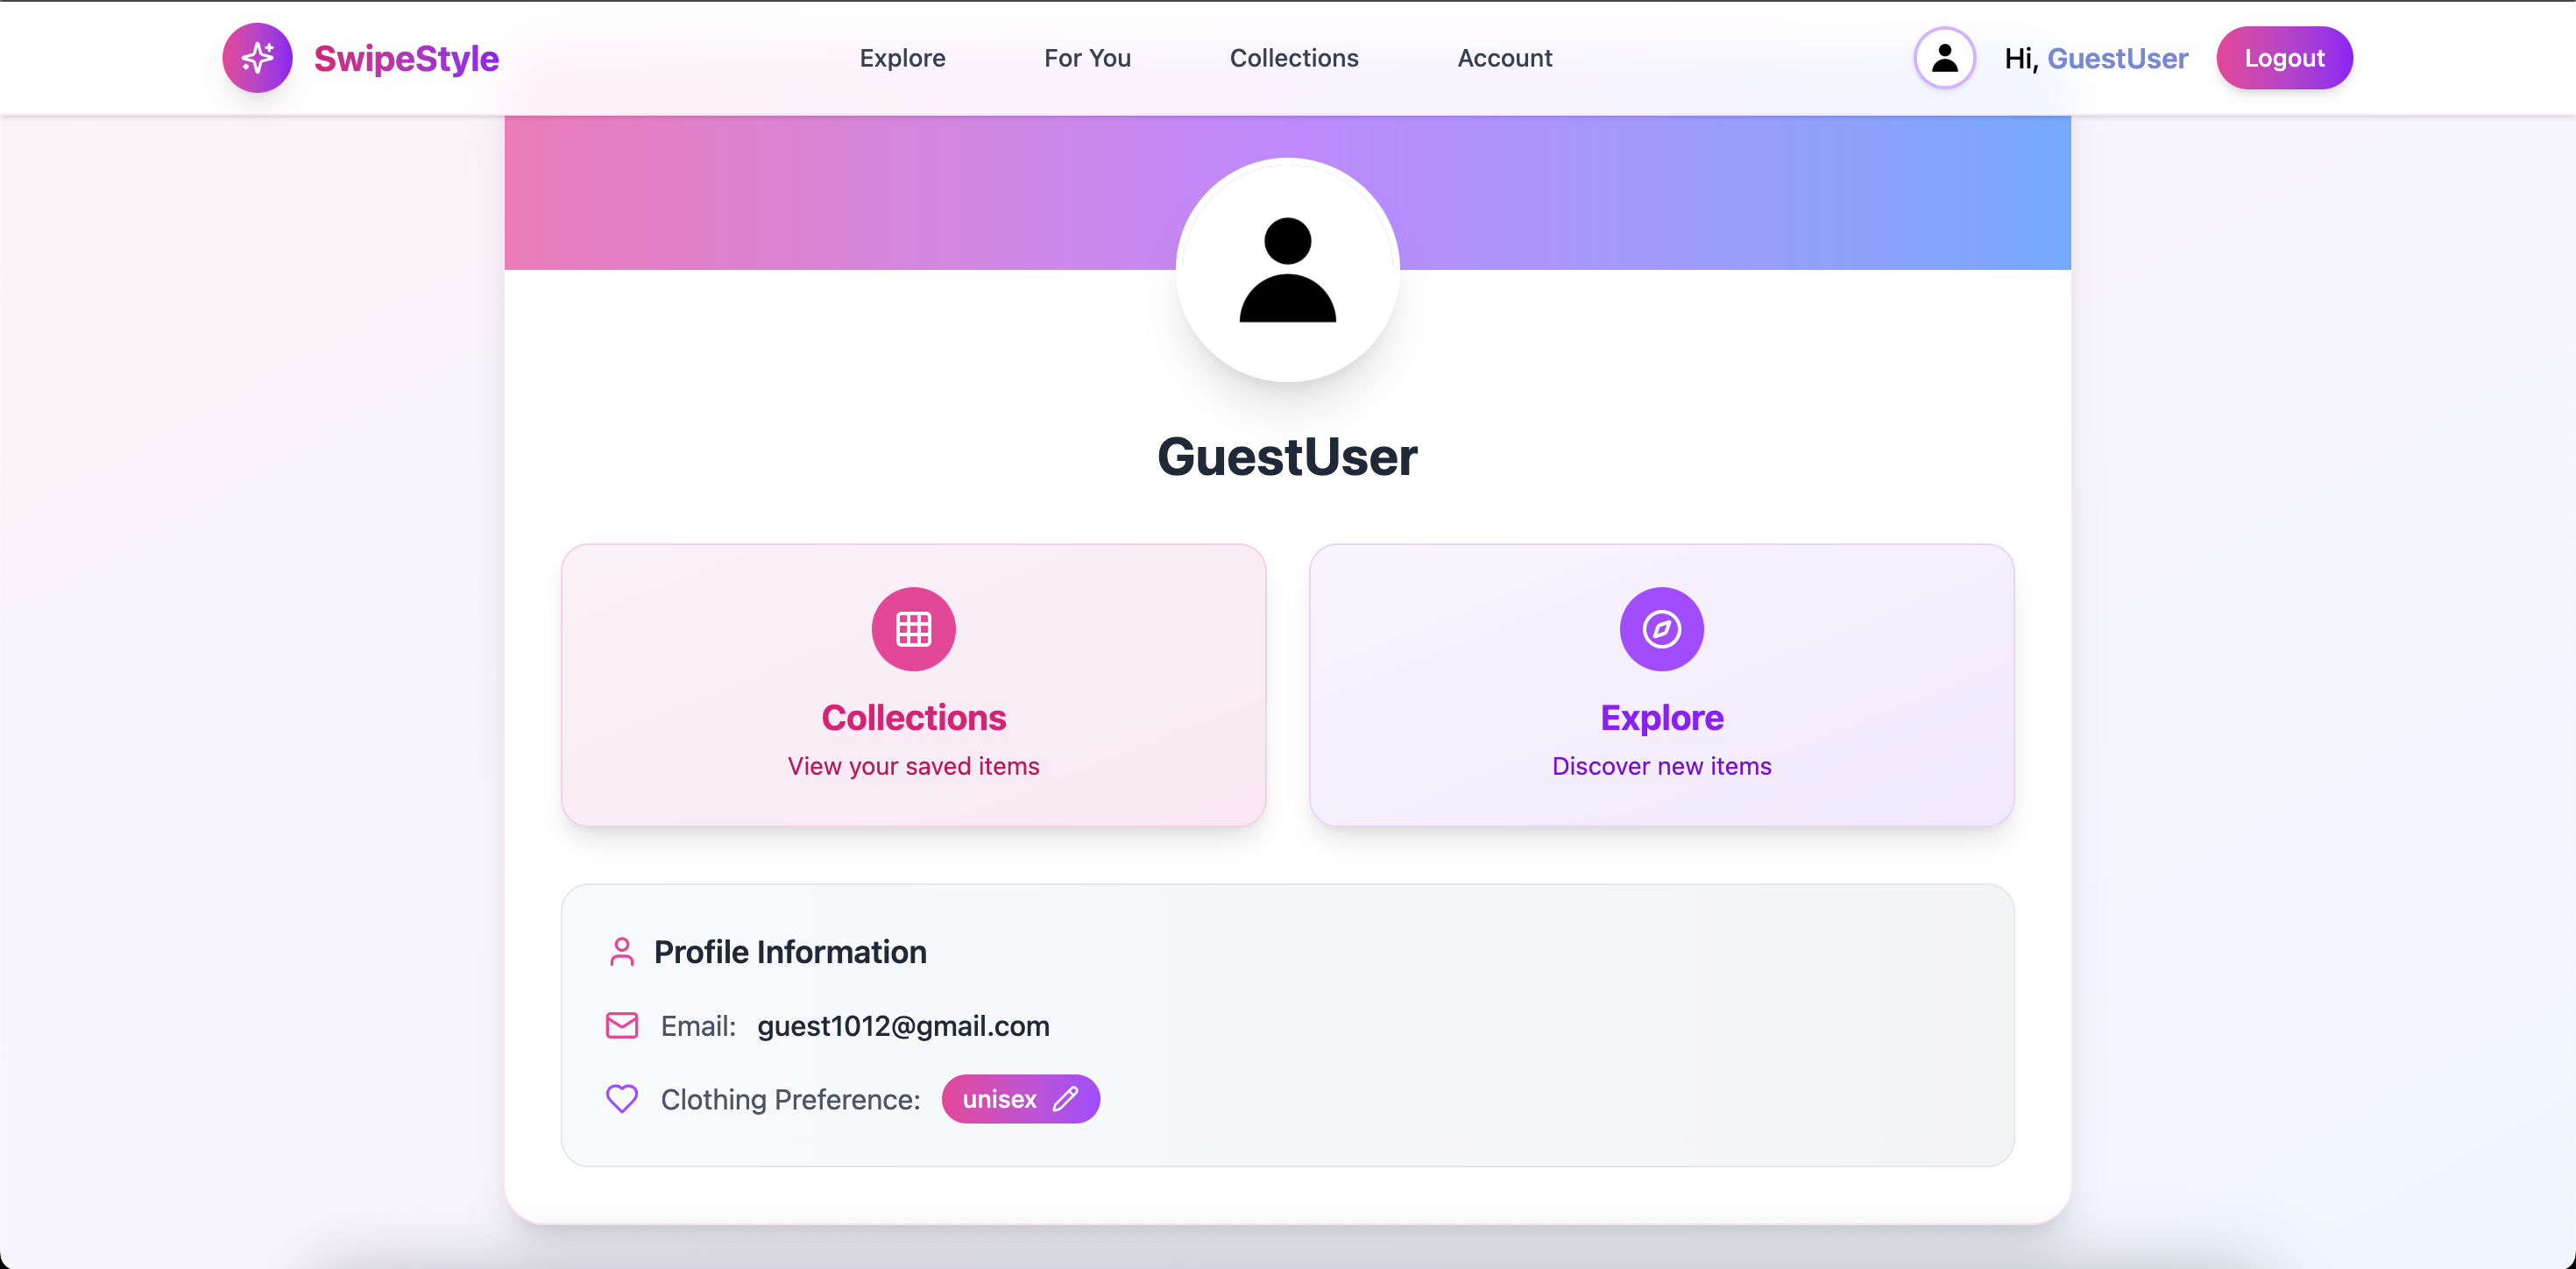 SwipeStyle
Explore
For You
Collections
Account
Hi, GuestUser
Logout
GuestUser
Collections
View your saved items
Explore
Discover new items
Profile Information
Email: guest1012@gmail.com
Clothing Preference: unisex